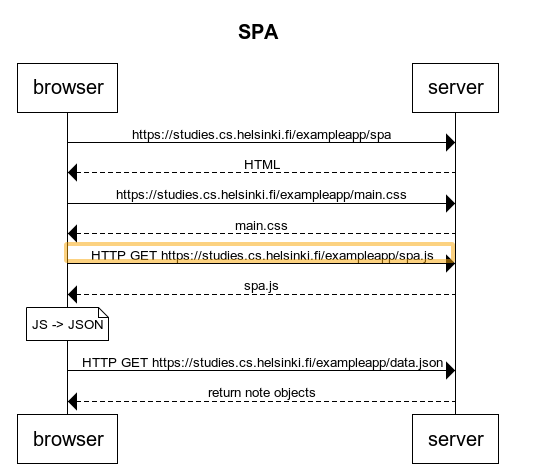 SPA
browser server
https://studies.cs.helsinki.fi/exampleapp/spa
HTML
https://studies.cs.helsinki.fi/exampleapp/main.css
main.css
HTTP GET https://studies.cs.helsinki.fi/exampleapp/spa.js
spa.js
JS -> JSON
HTTP GET https://studies.cs.helsinki.fi/exampleapp/data.json
return note objects
browser server